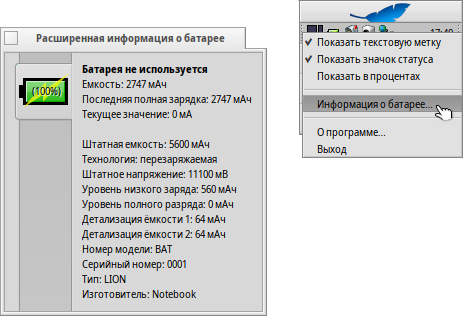 Расширенная информация о батарее
(100%)
Батарея не используется
Емкость: 2747 мАч
Последняя полная зарядка: 2747 мАч
Текущее значение: 0 мА
Штатная емкость: 5600 мАч
Технология: перезаряжаемая
Штатное напряжение: 11100 мВ
Уровень низкого заряда: 560 мАч
Уровень полного разряда: 0 мАч
Детализация ёмкости 1: 64 мАч
Детализация ёмкости 2: 64 мАч
Номер модели: BAT
Серийный номер: 0001
Тип: LION
Изготовитель: Notebook
Показать текстовую метку
Показать значок статуса
Показать в процентах
Информация о батарее...
О программе...
Выход